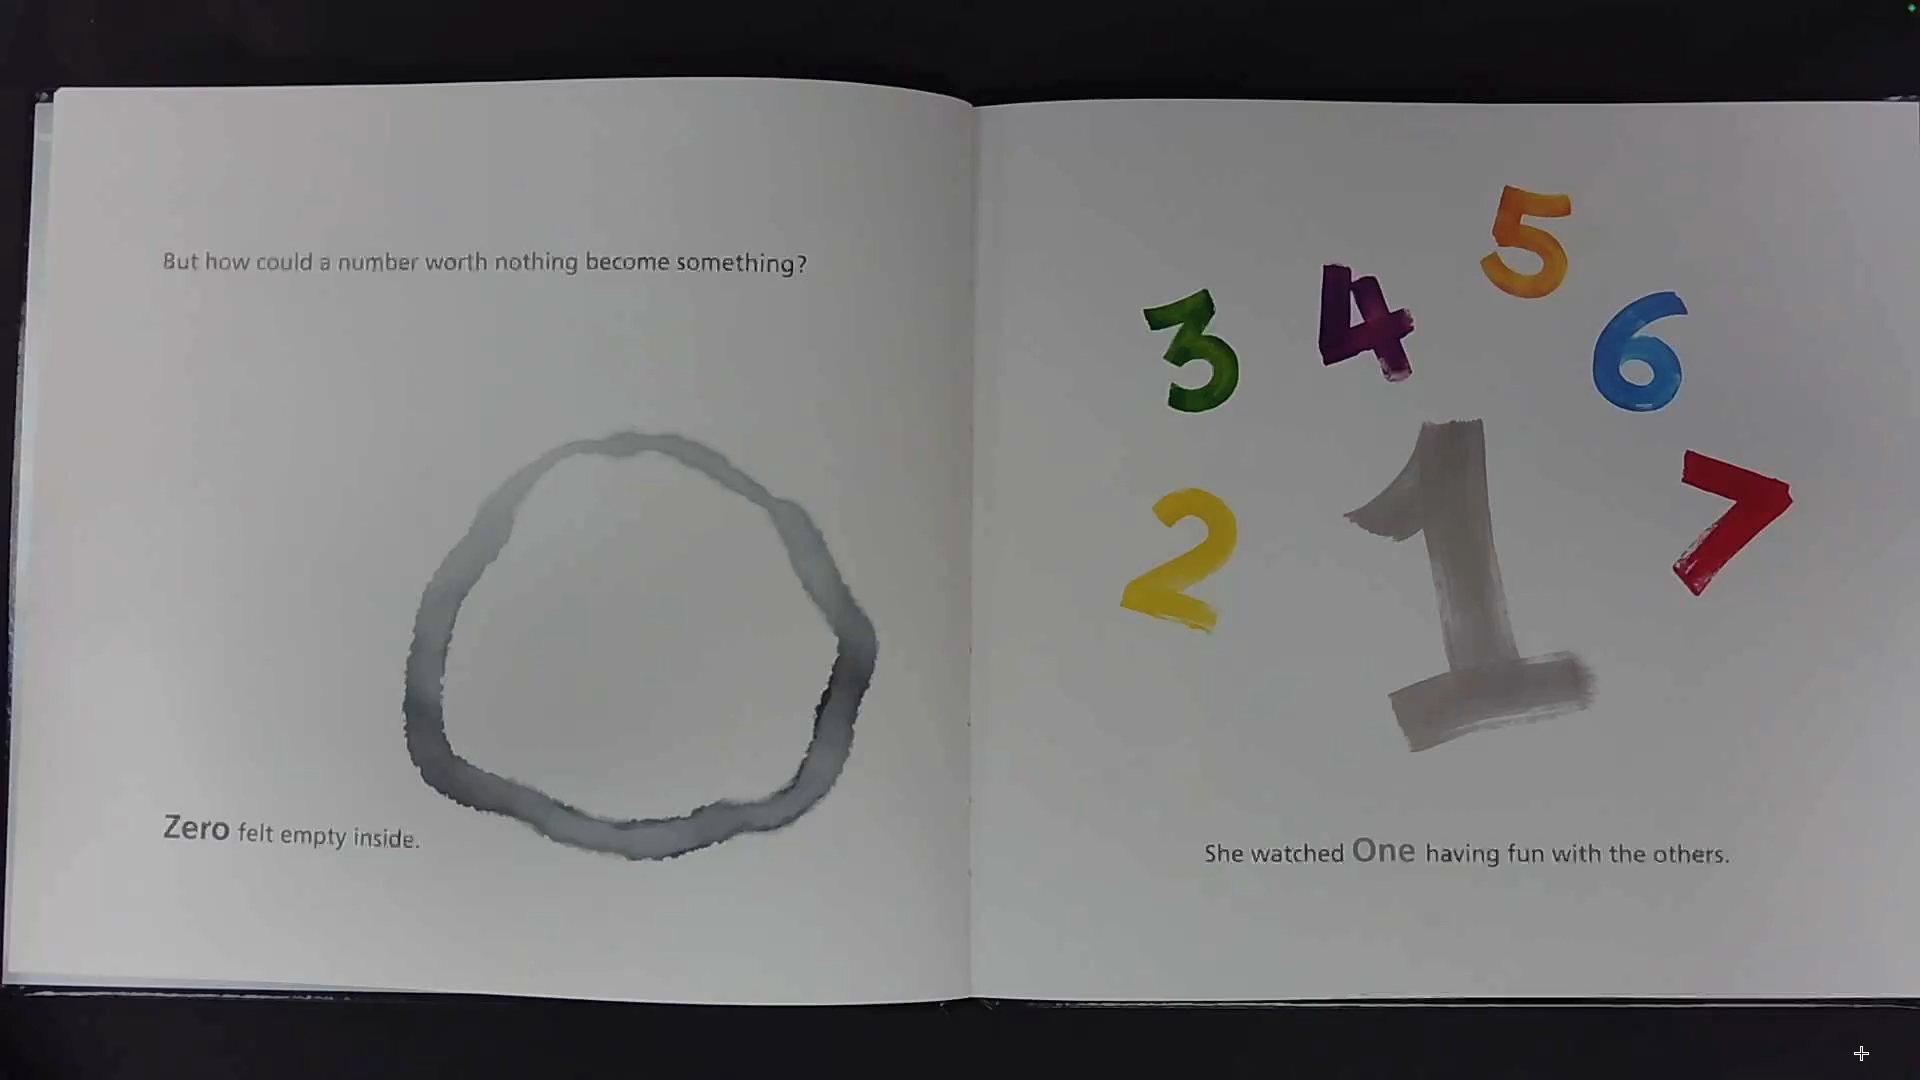 But how could a number worth nothing become something?
Zero felt empty inside.
5
4
3
6
1
7
2
She watched One having fun with the others.